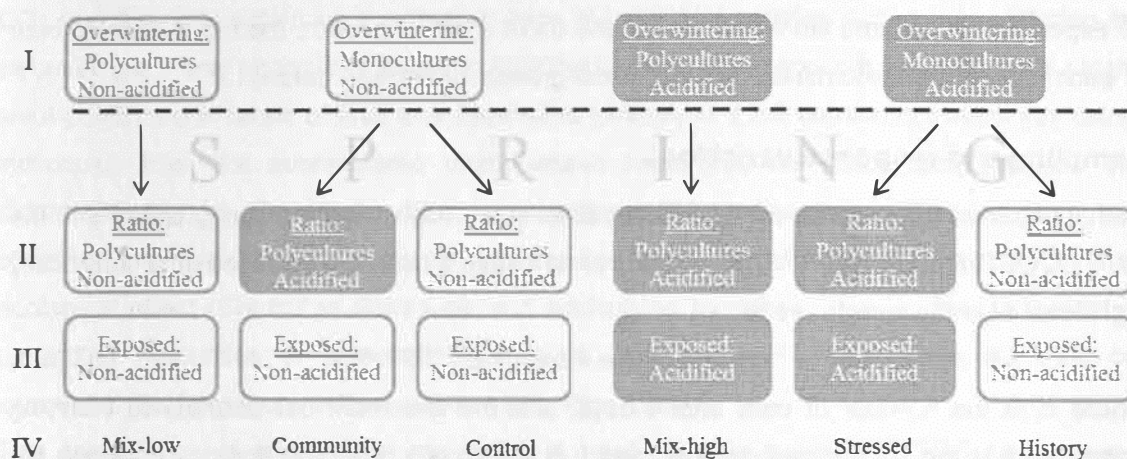 I
Overwintering:
Polycultures
Non-acidified
Overwintering:
Monocultures
Non-acidified
Overwintering:
Polycultures
Acidified
Overwintering:
Monocultures
Acidified
S P R I N G
II
Ratio:
Polycultures
Non-acidified
Ratio:
Polycultures
Acidified
Ratio:
Polycultures
Non-acidified
Ratio:
Polycultures
Acidified
Ratio:
Polycultures
Acidified
Ratio:
Polycultures
Non-acidified
III
Exposed:
Non-acidified
Exposed:
Non-acidified
Exposed:
Non-acidified
Exposed:
Acidified
Exposed:
Acidified
Exposed:
Non-acidified
IV Mix-low Community Control Mix-high Stressed History